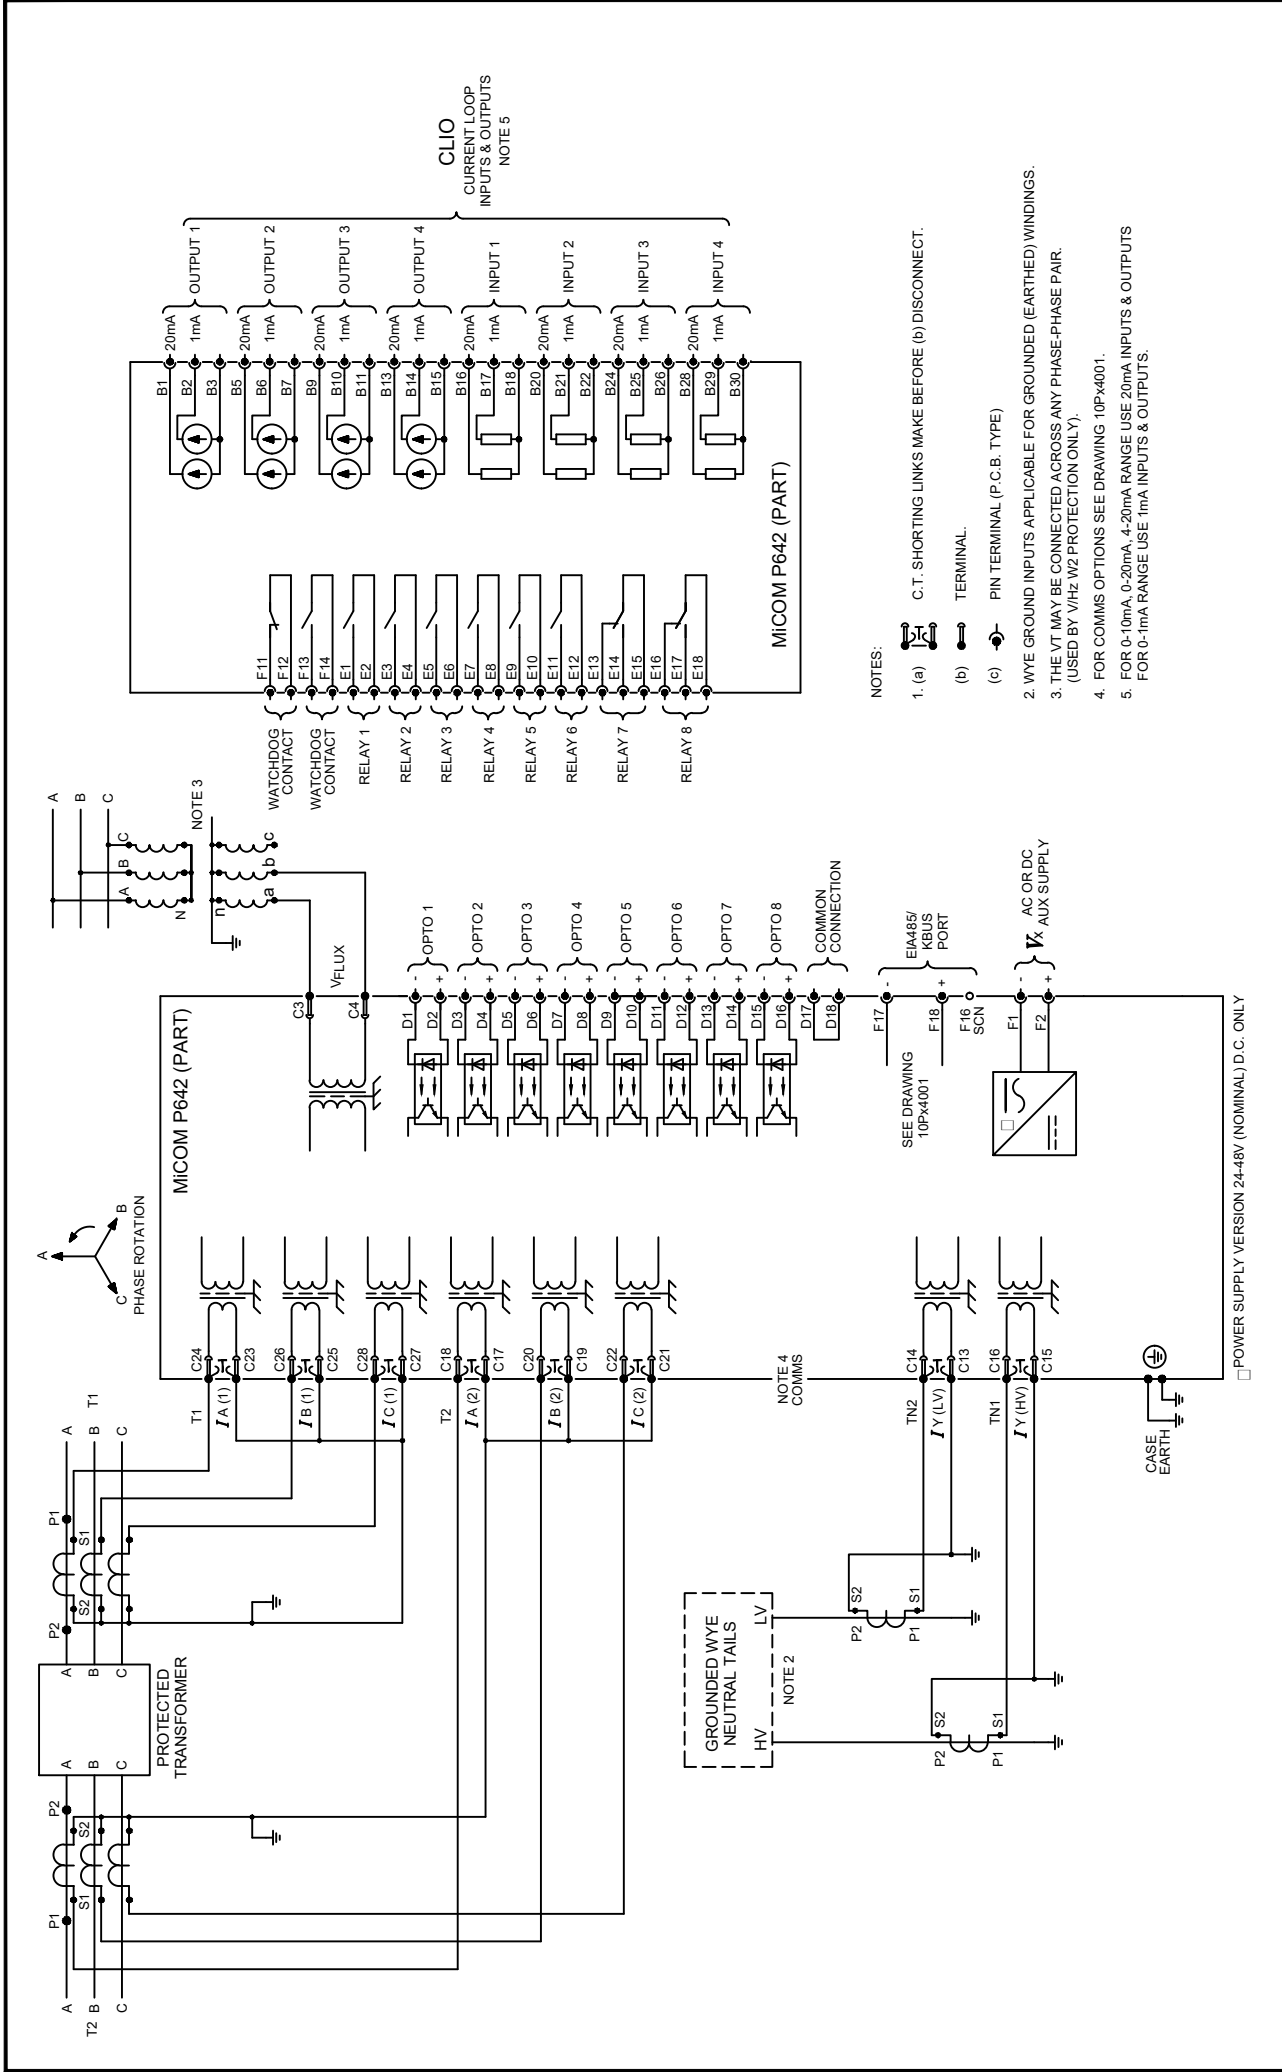 A
B
C
PHASE ROTATION
T2
A
B
C
P1
P2
S1
S2
A
B
C
PROTECTED
TRANSFORMER
A
B
C
P2
P1
S2
S1
A
B
C
T1
MiCOM P642 (PART)
T1
C24
I A (1)
C23
C26
I B (1)
C25
C28
I C (1)
C27
T2
C18
I A (2)
C17
C20
I B (2)
C19
C22
I C (2)
C21
NOTE 4
COMMS
GROUNDED WYE
NEUTRAL TAILS
HV
LV
NOTE 2
P2
S2
P1
S1
P2
S2
P1
S1
TN2
C14
I Y (LV)
C13
TN1
C16
I Y (HV)
C15
CASE
EARTH
A
B
C
A
B
C
N
NOTE 3
n
a
b
c
VFLUX
C3
C4
D1
-
D2
+
OPTO 1
D3
-
D4
+
OPTO 2
D5
-
D6
+
OPTO 3
D7
-
D8
+
OPTO 4
D9
-
D10
+
OPTO 5
D11
-
D12
+
OPTO 6
D13
-
D14
+
OPTO 7
D15
-
D16
+
OPTO 8
D17
D18
COMMON
CONNECTION
SEE DRAWING
10Px4001
F17
-
F18
+
F16
SCN
EIA485/
KBUS
PORT
F1
-
F2
+
Vx
AC OR DC
AUX SUPPLY
□ POWER SUPPLY VERSION 24-48V (NOMINAL) D.C. ONLY
WATCHDOG
CONTACT
F11
F12
WATCHDOG
CONTACT
F13
F14
RELAY 1
E1
E2
RELAY 2
E3
E4
RELAY 3
E5
E6
RELAY 4
E7
E8
RELAY 5
E9
E10
RELAY 6
E11
E12
RELAY 7
E13
E14
E15
RELAY 8
E16
E17
E18
MiCOM P642 (PART)
B1
20mA
B2
1mA
B3
OUTPUT 1
B5
20mA
B6
1mA
B7
OUTPUT 2
B9
20mA
B10
1mA
B11
OUTPUT 3
B13
20mA
B14
1mA
B15
OUTPUT 4
B16
20mA
B17
1mA
B18
INPUT 1
B20
20mA
B21
1mA
B22
INPUT 2
B24
20mA
B25
1mA
B26
INPUT 3
B28
20mA
B29
1mA
B30
INPUT 4
CLIO
CURRENT LOOP
INPUTS & OUTPUTS
NOTE 5
NOTES:
1. (a) C.T. SHORTING LINKS MAKE BEFORE (b) DISCONNECT.
(b) TERMINAL.
(c) PIN TERMINAL (P.C.B. TYPE)
2. WYE GROUND INPUTS APPLICABLE FOR GROUNDED (EARTHED) WINDINGS.
3. THE VT MAY BE CONNECTED ACROSS ANY PHASE-PHASE PAIR.
(USED BY V/Hz W2 PROTECTION ONLY).
4. FOR COMMS OPTIONS SEE DRAWING 10Px4001.
5. FOR 0-10mA, 0-20mA, 4-20mA RANGE USE 20mA INPUTS & OUTPUTS
FOR 0-1mA RANGE USE 1mA INPUTS & OUTPUTS.